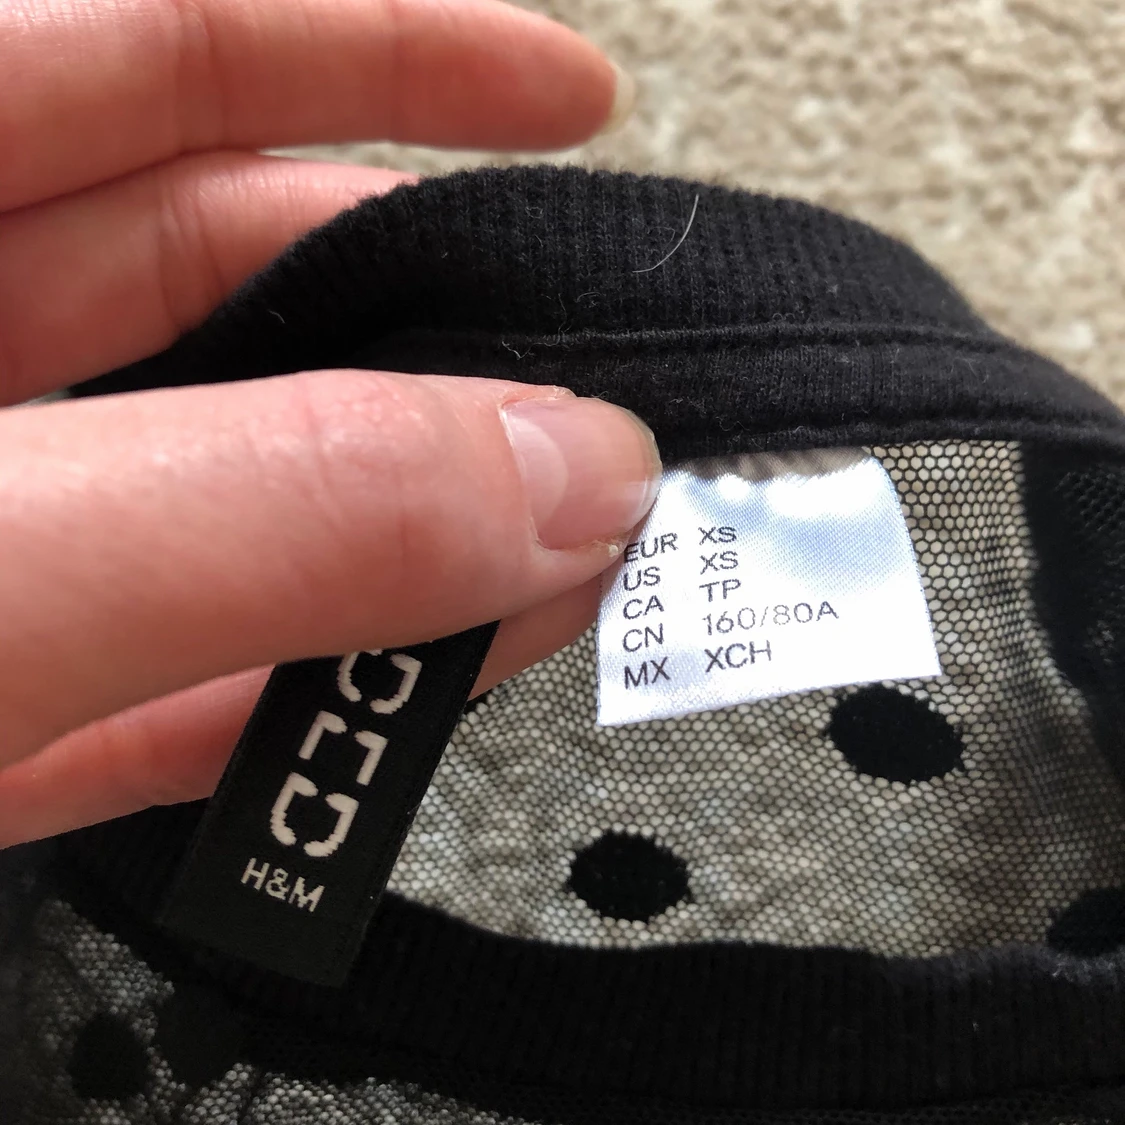 EUR XS
US XS
CA TP
CN 160/80A
MX XCH
H&M